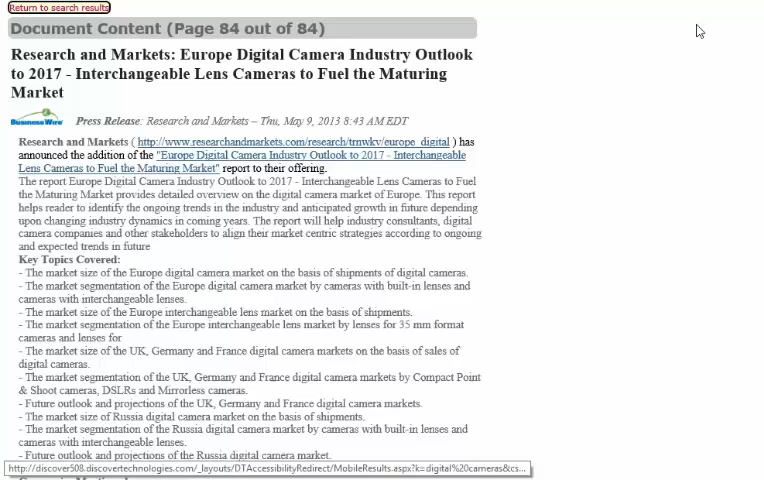 Return to search results
Document Content (Page 84 out of 84)
Research and Markets: Europe Digital Camera Industry Outlook
to 2017 - Interchangeable Lens Cameras to Fuel the Maturing
Market
Business Wire Press Release: Research and Markets – Thu, May 9, 2013 8:43 AM EDT
Research and Markets ( http://www.researchandmarkets.com/research/trnwkv/europe_digital ) has
announced the addition of the "Europe Digital Camera Industry Outlook to 2017 - Interchangeable
Lens Cameras to Fuel the Maturing Market" report to their offering.
The report Europe Digital Camera Industry Outlook to 2017 - Interchangeable Lens Cameras to Fuel
the Maturing Market provides detailed overview on the digital camera market of Europe. This report
helps reader to identify the ongoing trends in the industry and anticipated growth in future depending
upon changing industry dynamics in coming years. The report will help industry consultants, digital
camera companies and other stakeholders to align their market centric strategies according to ongoing
and expected trends in future
Key Topics Covered:
- The market size of the Europe digital camera market on the basis of shipments of digital cameras.
- The market segmentation of the Europe digital camera market by cameras with built-in lenses and
cameras with interchangeable lenses.
- The market size of the Europe interchangeable lens market on the basis of shipments.
- The market segmentation of the Europe interchangeable lens market by lenses for 35 mm format
cameras and lenses for
- The market size of the UK, Germany and France digital camera markets on the basis of sales of
digital cameras.
- The market segmentation of the UK, Germany and France digital camera markets by Compact Point
& Shoot cameras, DSLRs and Mirrorless cameras.
- Future outlook and projections of the UK, Germany and France digital camera markets.
- The market size of Russia digital camera market on the basis of shipments.
- The market segmentation of the Russia digital camera market by cameras with built-in lenses and
cameras with interchangeable lenses.
- Future outlook and projections of the Russia digital camera market.
http://discover508.discovertechnologies.com/_layouts/DTAccessibilityRedirect/MobileResults.aspx?k=digital%20cameras&cs...